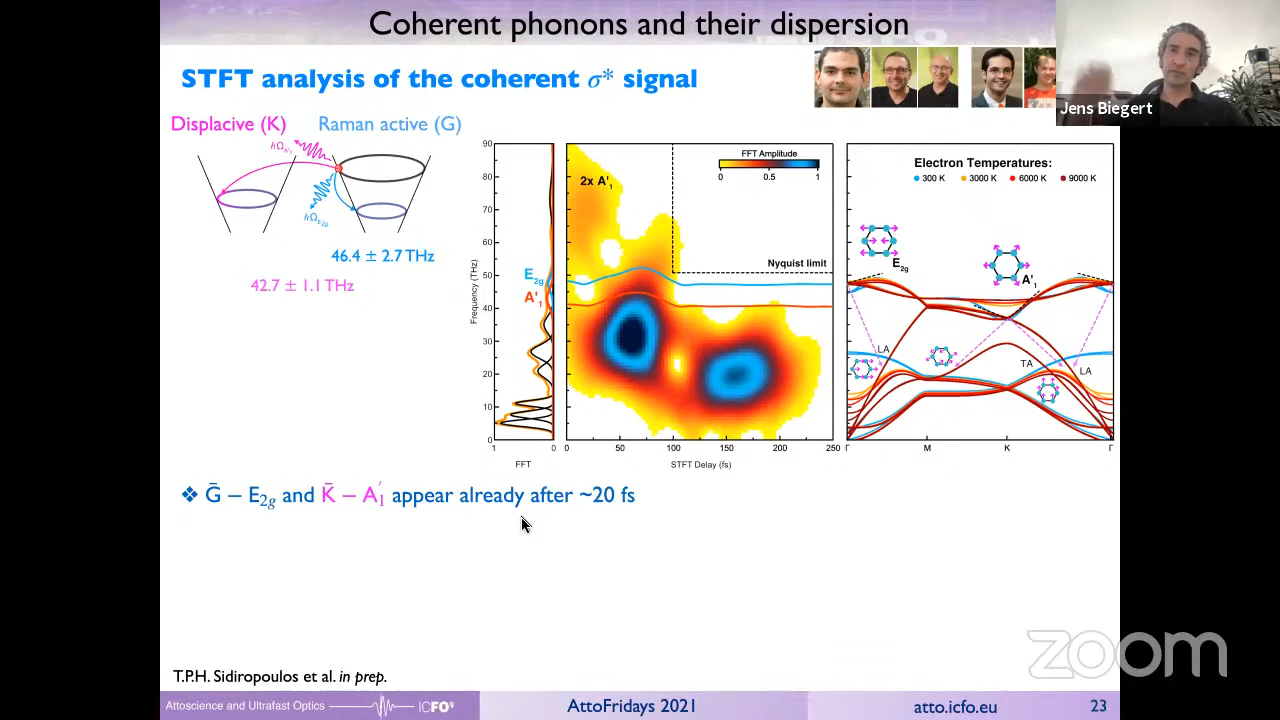 Coherent phonons and their dispersion
STFT analysis of the coherent σ* signal
Jens Biegert
Displacive (K)
Raman active (G)
hΩA'1
hΩE2g
46.4 ± 2.7 THz
42.7 ± 1.1 THz
E2g
A'1
Frequency (THz)
90
80
70
60
50
40
30
20
10
0
1
0
FFT
2x A'1
FFT Amplitude
0
0.5
1
Nyquist limit
0
50
100
150
200
250
STFT Delay (fs)
Electron Temperatures:
300 K
3000 K
6000 K
9000 K
E2g
A'1
LA
TA
LA
Γ
M
K
Γ
❖ Ḡ – E2g and K̄ – A'1 appear already after ~20 fs
T.P.H. Sidiropoulos et al. in prep.
zoom
Attoscience and Ultrafast Optics
ICFO9
AttoFridays 2021
atto.icfo.eu
23